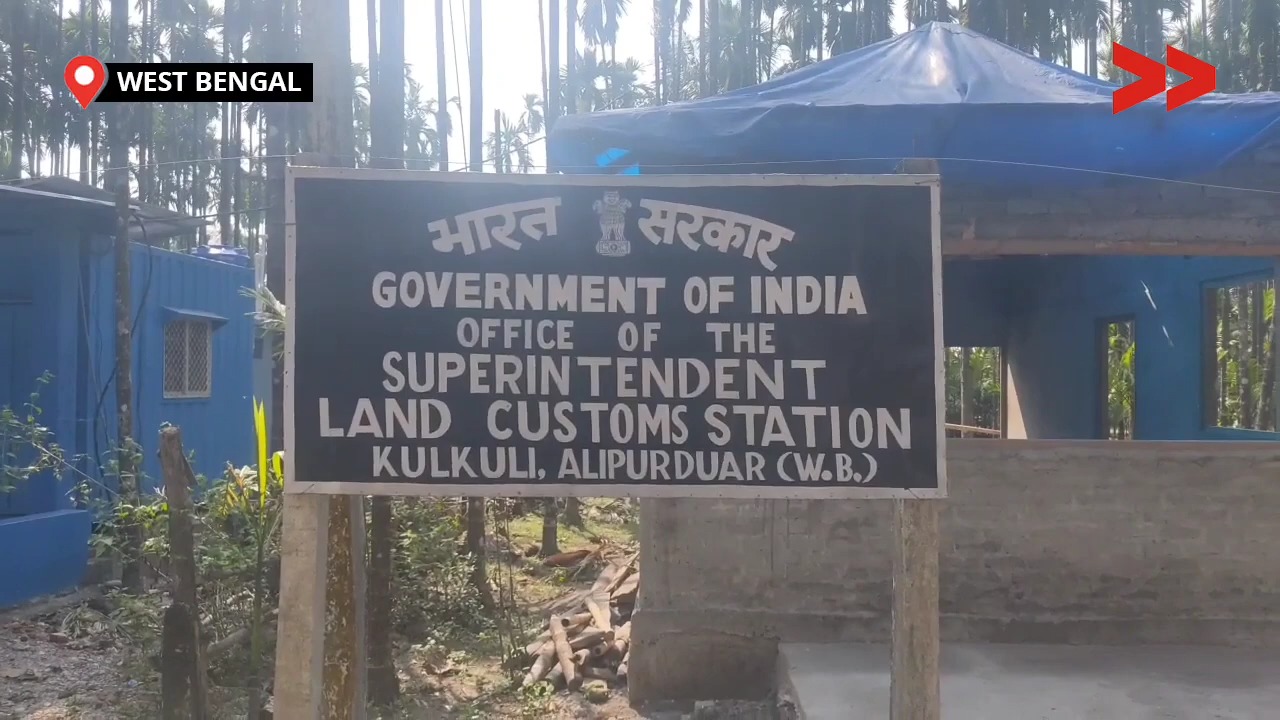 WEST BENGAL
भारत सरकार
GOVERNMENT OF INDIA
OFFICE OF THE
SUPERINTENDENT
LAND CUSTOMS STATION
KULKULI, ALIPURDUAR (W.B.)